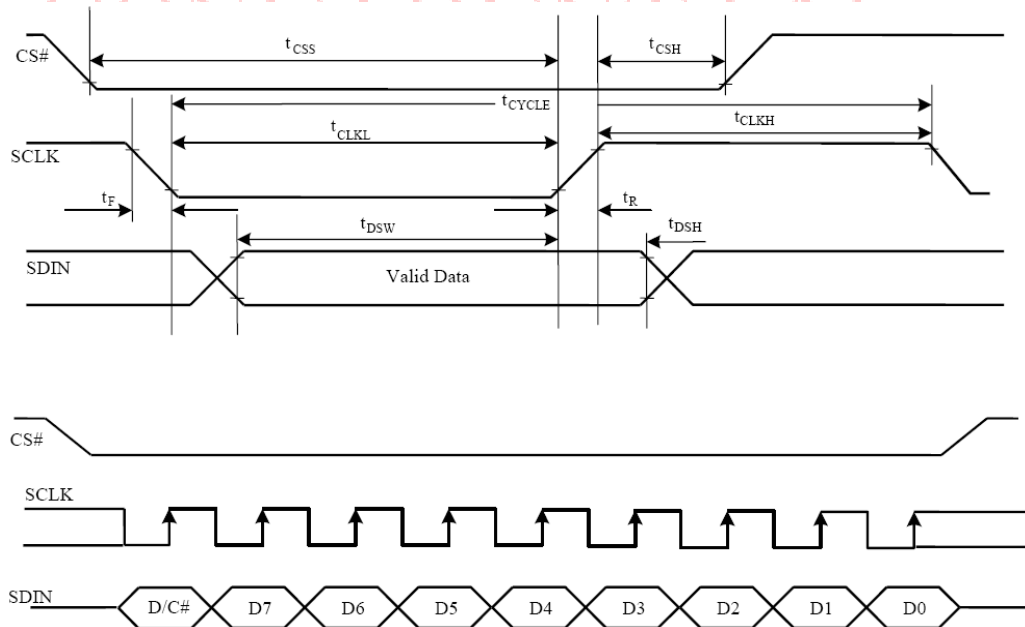 CS#
tCSS
tCSH
tCYCLE
tCLKL
tCLKH
SCLK
tF
tR
tDSW
tDSH
SDIN
Valid Data
CS#
SCLK
SDIN
D/C# D7 D6 D5 D4 D3 D2 D1 D0